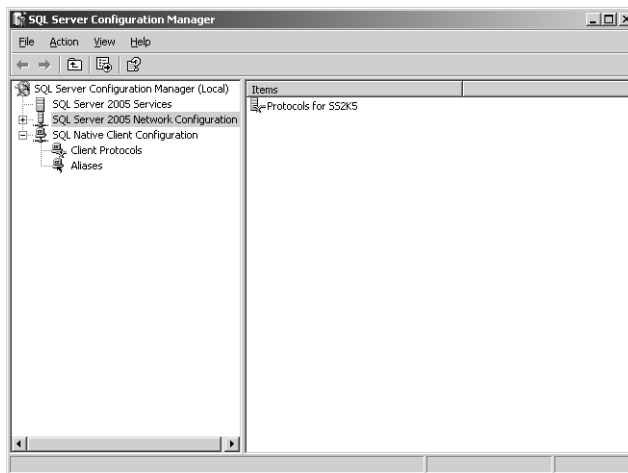 SQL Server Configuration Manager
File Action View Help
SQL Server Configuration Manager (Local)
SQL Server 2005 Services
SQL Server 2005 Network Configuration
SQL Native Client Configuration
Client Protocols
Aliases
Items
Protocols for SS2K5